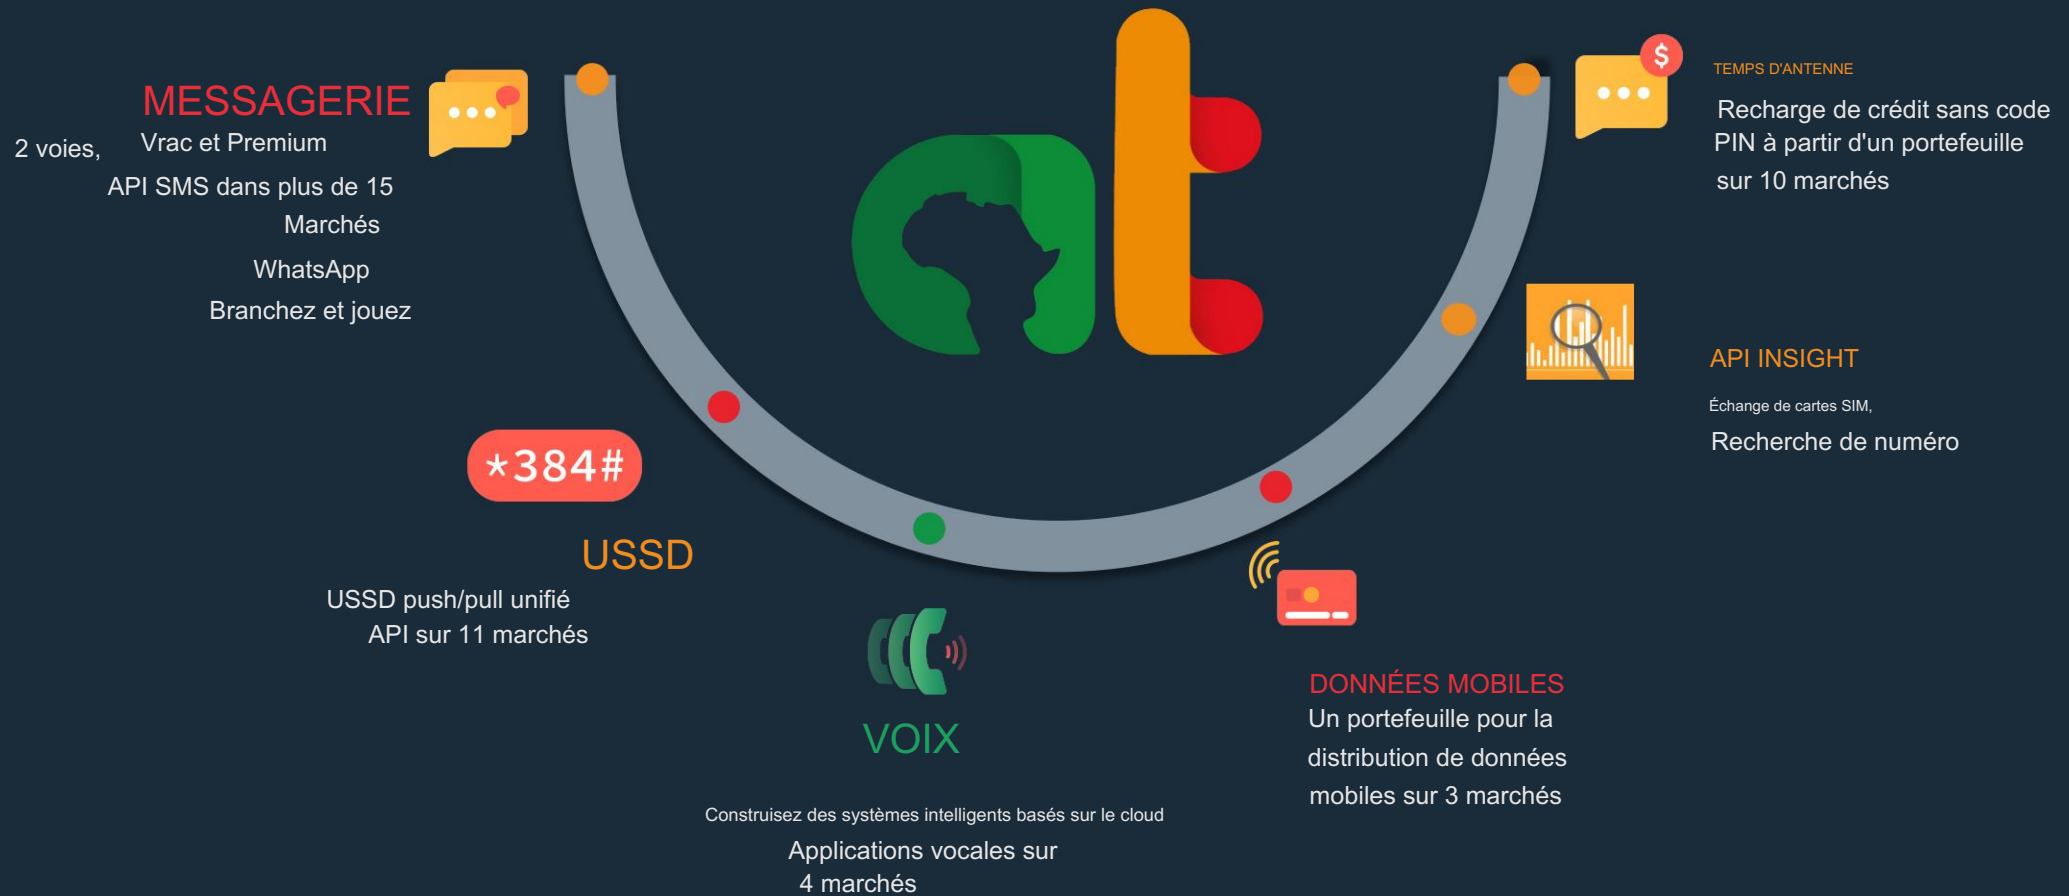 MESSAGERIE
2 voies, Vrac et Premium
API SMS dans plus de 15
Marchés
WhatsApp
Branchez et jouez
*384#
USSD
USSD push/pull unifié
API sur 11 marchés
VOIX
Construisez des systèmes intelligents basés sur le cloud
Applications vocales sur
4 marchés
DONNÉES MOBILES
Un portefeuille pour la
distribution de données
mobiles sur 3 marchés
API INSIGHT
Échange de cartes SIM,
Recherche de numéro
$
TEMPS D'ANTENNE
Recharge de crédit sans code
PIN à partir d'un portefeuille
sur 10 marchés
at